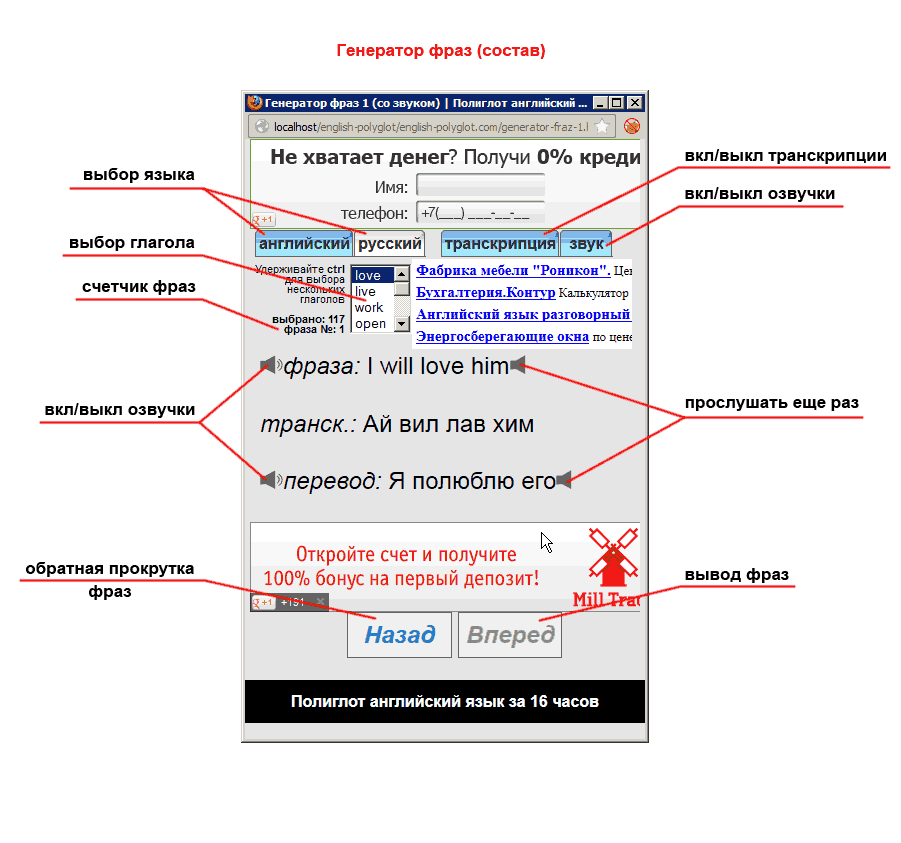 Генератор фраз (состав)
Генератор фраз 1 (со звуком) | Полиглот английский ...
localhost/english-polyglot/english-polyglot.com/generator-fraz-1.l
Не хватает денег? Получи 0% креди
вкл/выкл транскрипции
выбор языка
Имя:
вкл/выкл озвучки
телефон: +7(___) ___-__-__
g +1
выбор глагола
английский русский транскрипция звук
Удерживайте ctrl
для выбора
нескольких
глаголов
love
live
work
open
Фабрика мебели "Роникон". Цен
Бухгалтерия.Контур Калькулятор
Английский язык разговорный
Энергосберегающие окна по цене
счетчик фраз
выбрано: 117
фраза №: 1
фраза: I will love him
вкл/выкл озвучки
прослушать еще раз
транск.: Ай вил лав хим
перевод: Я полюблю его
Откройте счет и получите
100% бонус на первый депозит!
Mill Trad
обратная прокрутка
фраз
вывод фраз
g +1 +191
Назад Вперед
Полиглот английский язык за 16 часов